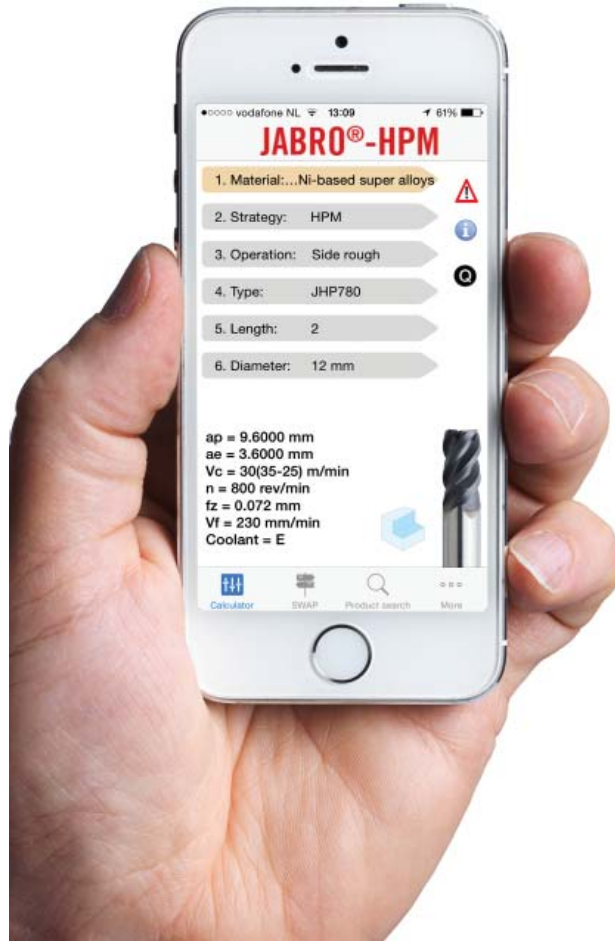 vodafone NL 13:09 61%
JABRO®-HPM
1. Material:...Ni-based super alloys
2. Strategy: HPM
3. Operation: Side rough
4. Type: JHP780
5. Length: 2
6. Diameter: 12 mm
i
Q
ap = 9.6000 mm
ae = 3.6000 mm
Vc = 30(35-25) m/min
n = 800 rev/min
fz = 0.072 mm
Vf = 230 mm/min
Coolant = E
Calculator SWAP Product search More